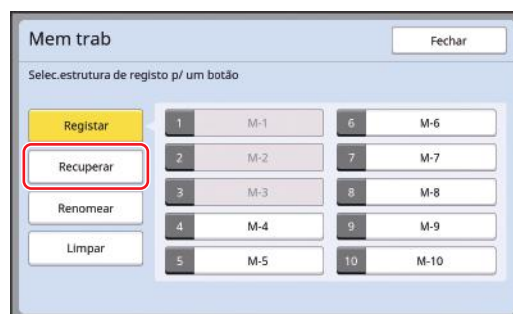 Mem trab
Fechar
Selec.estrutura de registo p/ um botão
Registar
Recuperar
Renomear
Limpar
1 M-1
2 M-2
3 M-3
4 M-4
5 M-5
6 M-6
7 M-7
8 M-8
9 M-9
10 M-10